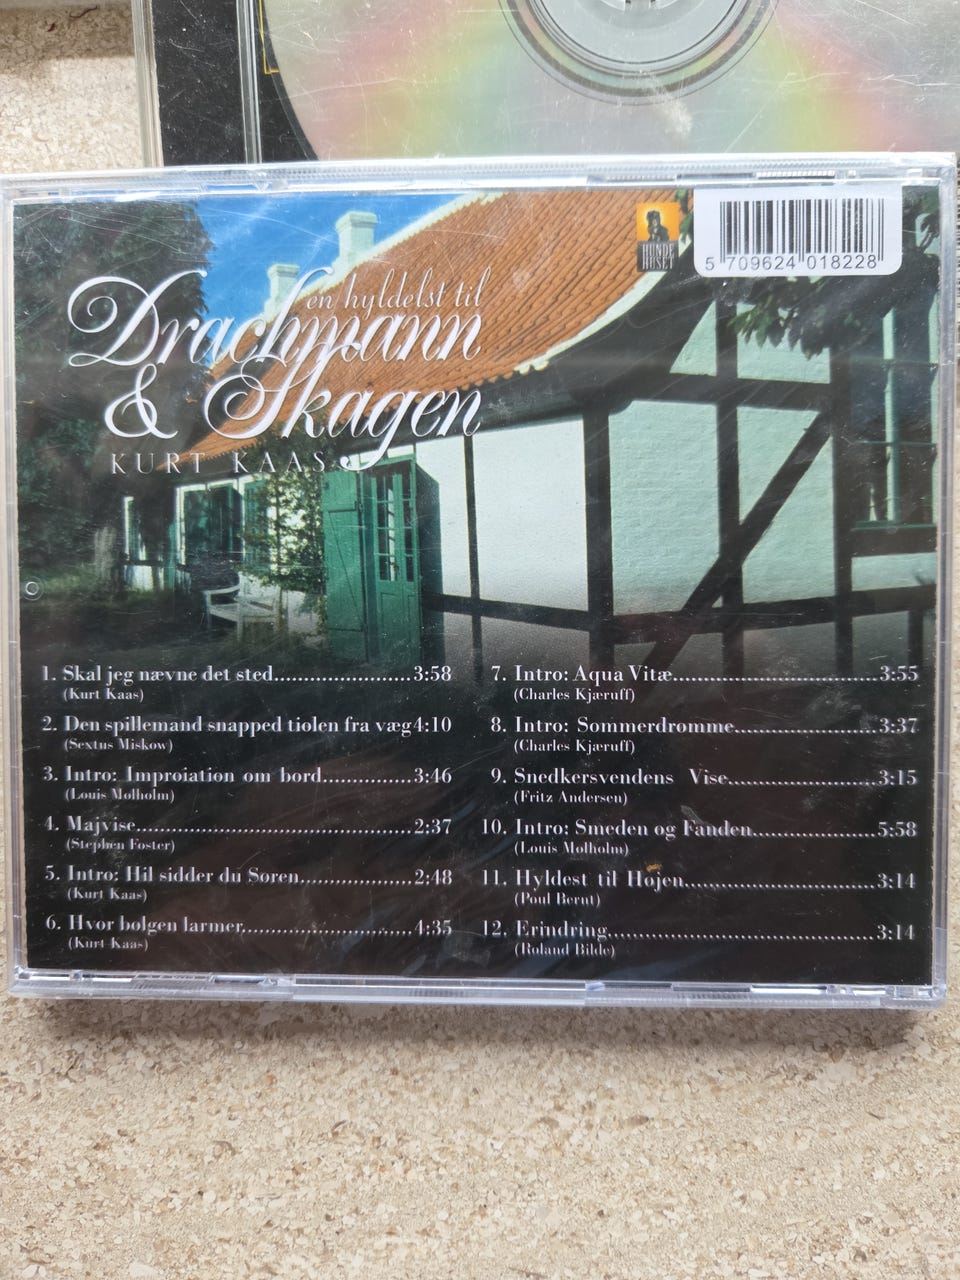 HUNDE
HUSET
5 709624 018228
en hyldelst til
Drachmann
& Skagen
KURT KAAS
1. Skal jeg nævne det sted.......................3:58
(Kurt Kaas)
2. Den spillemand snapped tiolen fra væg4:10
(Sextus Miskow)
3. Intro: Improiation om bord...............3:46
(Louis Mølholm)
4. Majvise...............................................2:37
(Stephen Foster)
5. Intro: Hil sidder du Søren...................2:48
(Kurt Kaas)
6. Hvor bølgen larmer............................4:35
(Kurt Kaas)
7. Intro: Aqua Vitæ..................................3:55
(Charles Kjæruff)
8. Intro: Sommerdrømme.......................3:37
(Charles Kjæruff)
9. Snedkersvendens Vise.........................3:15
(Fritz Andersen)
10. Intro: Smeden og Fanden....................5:58
(Louis Mølholm)
11. Hyldest til Højen................................3:14
(Poul Bernt)
12. Erindring............................................3:14
(Roland Bilde)